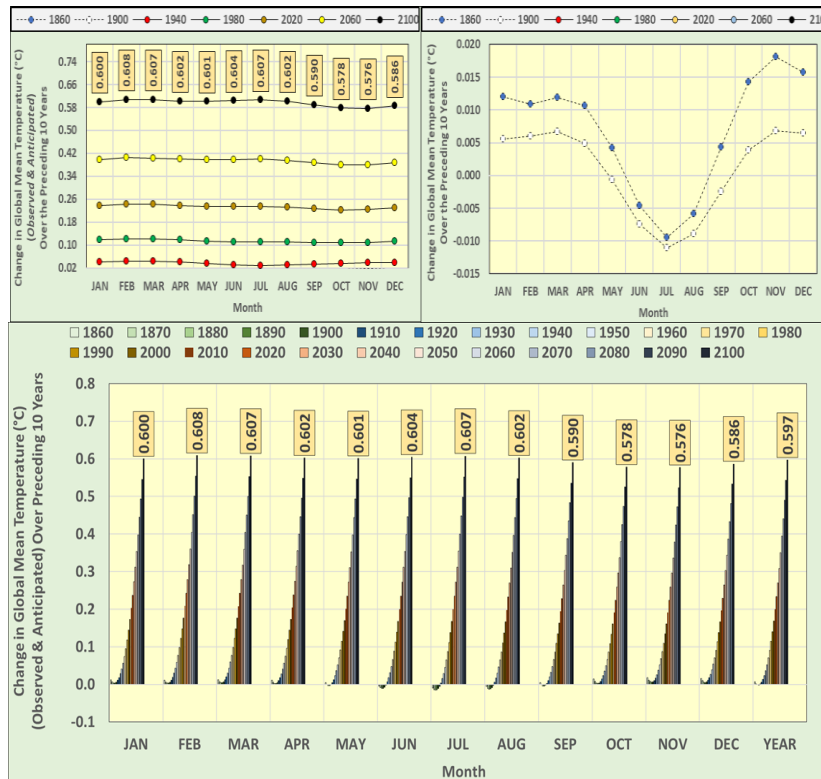 1860 1900 1940 1980 2020 2060 2100
Change in Global Mean Temperature (°C)
(Observed & Anticipated)
Over the Preceding 10 Years
0.74
0.66
0.58
0.50
0.42
0.34
0.26
0.18
0.10
0.02
0.600 0.608 0.607 0.602 0.601 0.604 0.607 0.602 0.590 0.578 0.576 0.586
JAN FEB MAR APR MAY JUN JUL AUG SEP OCT NOV DEC
Month
1860 1900 1940 1980 2020 2060
Change in Global Mean Temperature (°C)
Over the Preceding 10 Years
0.020
0.015
0.010
0.005
0.000
-0.005
-0.010
-0.015
JAN FEB MAR APR MAY JUN JUL AUG SEP OCT NOV DEC
Month
1860 1870 1880 1890 1900 1910 1920 1930 1940 1950 1960 1970 1980
1990 2000 2010 2020 2030 2040 2050 2060 2070 2080 2090 2100
Change in Global Mean Temperature (°C)
(Observed & Anticipated) Over Preceding 10 Years
0.8
0.7
0.6
0.5
0.4
0.3
0.2
0.1
0.0
-0.1
0.600 0.608 0.607 0.602 0.601 0.604 0.607 0.602 0.590 0.578 0.576 0.586 0.597
JAN FEB MAR APR MAY JUN JUL AUG SEP OCT NOV DEC YEAR
Month